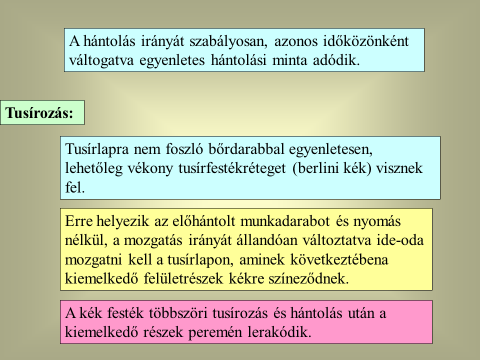 A hántolás irányát szabályosan, azonos időközönként
váltogatva egyenletes hántolási minta adódik.
Tusírozás:
Tusírlapra nem foszló bőrdarabbal egyenletesen,
lehetőleg vékony tusírfestékréteget (berlini kék) visznek
fel.
Erre helyezik az előhántolt munkadarabot és nyomás
nélkül, a mozgatás irányát állandóan változtatva ide-oda
mozgatni kell a tusírlapon, aminek következtébena
kiemelkedő felületrészek kékre színeződnek.
A kék festék többszöri tusírozás és hántolás után a
kiemelkedő részek peremén lerakódik.